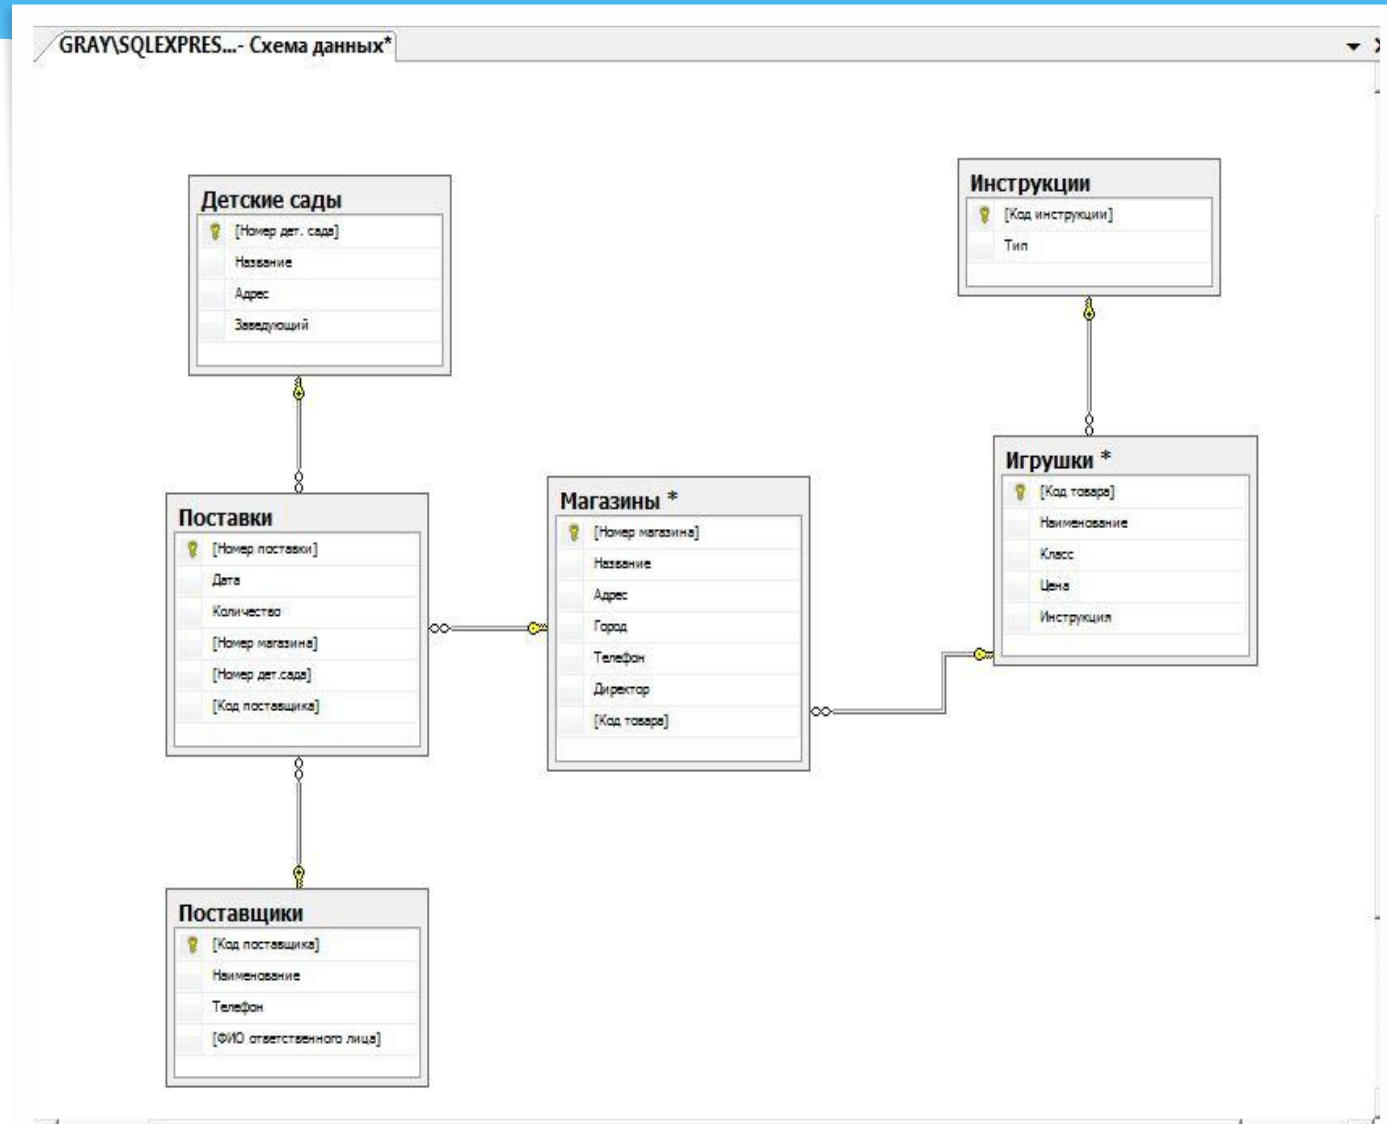 GRAY\SQLEXPRES...- Схема данных*
Детские сады
[Номер дет. сада]
Название
Адрес
Заведующий
Инструкции
[Код инструкции]
Тип
Поставки
[Номер поставки]
Дата
Количество
[Номер магазина]
[Номер дет.сада]
[Код поставщика]
Магазины *
[Номер магазина]
Название
Адрес
Город
Телефон
Директор
[Код товара]
Игрушки *
[Код товара]
Наименование
Класс
Цена
Инструкция
Поставщики
[Код поставщика]
Наименование
Телефон
[ФИО ответственного лица]